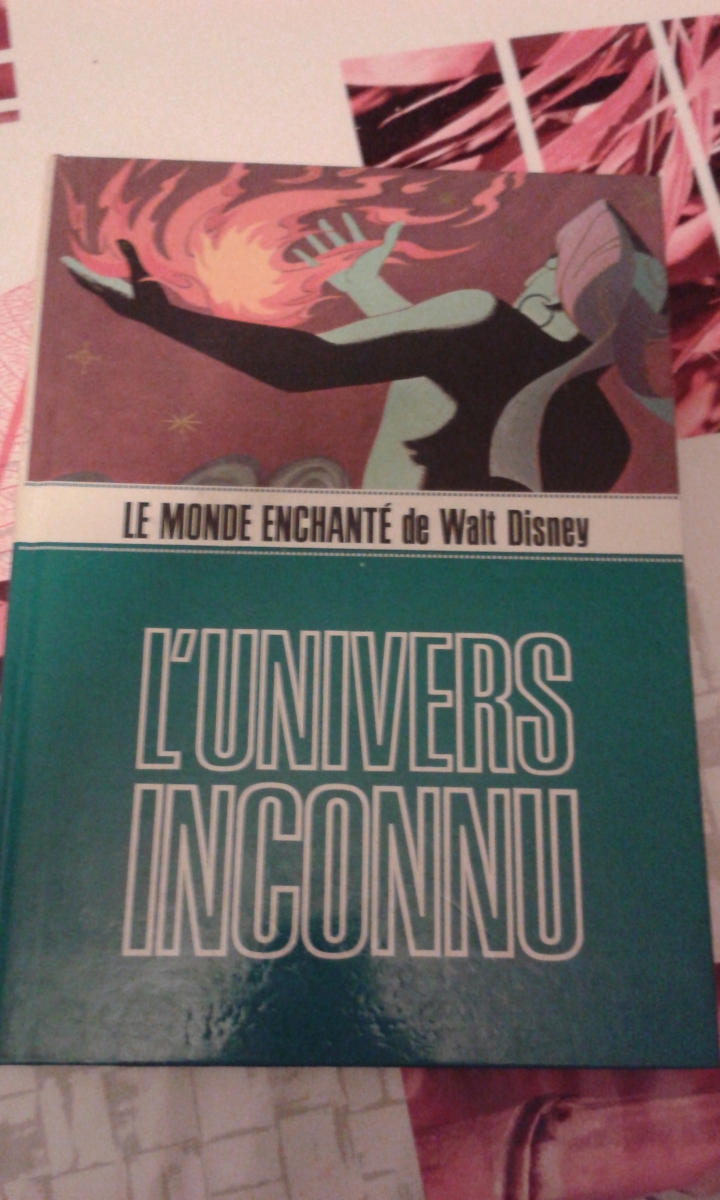 LE MONDE ENCHANTÉ de Walt Disney
L'UNIVERS
INCONNU